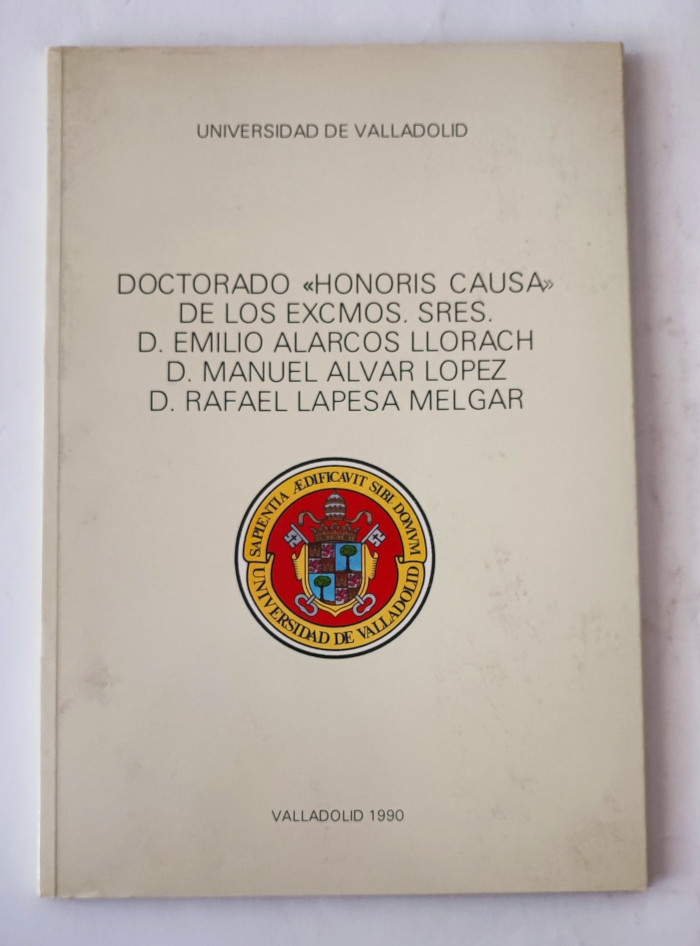 UNIVERSIDAD DE VALLADOLID
DOCTORADO «HONORIS CAUSA»
DE LOS EXCMOS. SRES.
D. EMILIO ALARCOS LLORACH
D. MANUEL ALVAR LOPEZ
D. RAFAEL LAPESA MELGAR
SAPIENTIA ÆDIFICAVIT SIBI DOMVM
UNIVERSIDAD DE VALLADOLID
VALLADOLID 1990